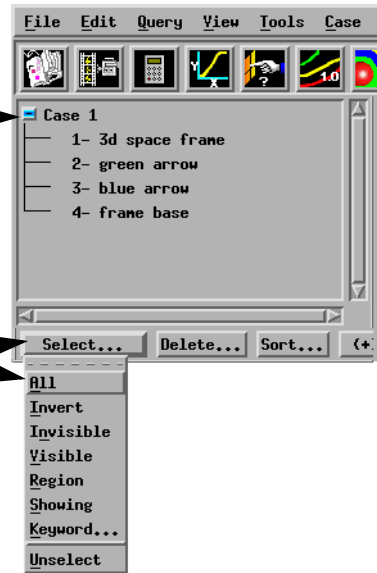 File Edit Query View Tools Case
Y
X
?
1.0
Case 1
1- 3d space frame
2- green arrow
3- blue arrow
4- frame base
Select... Delete... Sort... (+)
All
Invert
Invisible
Visible
Region
Showing
Keyword...
Unselect